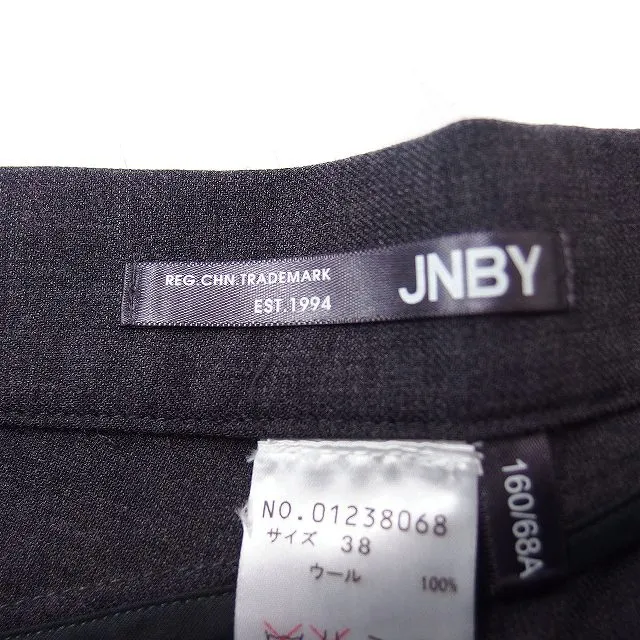 REG.CHN.TRADEMARK
EST.1994
JNBY
NO.01238068
サイズ 38
ウール 100%
160/68A